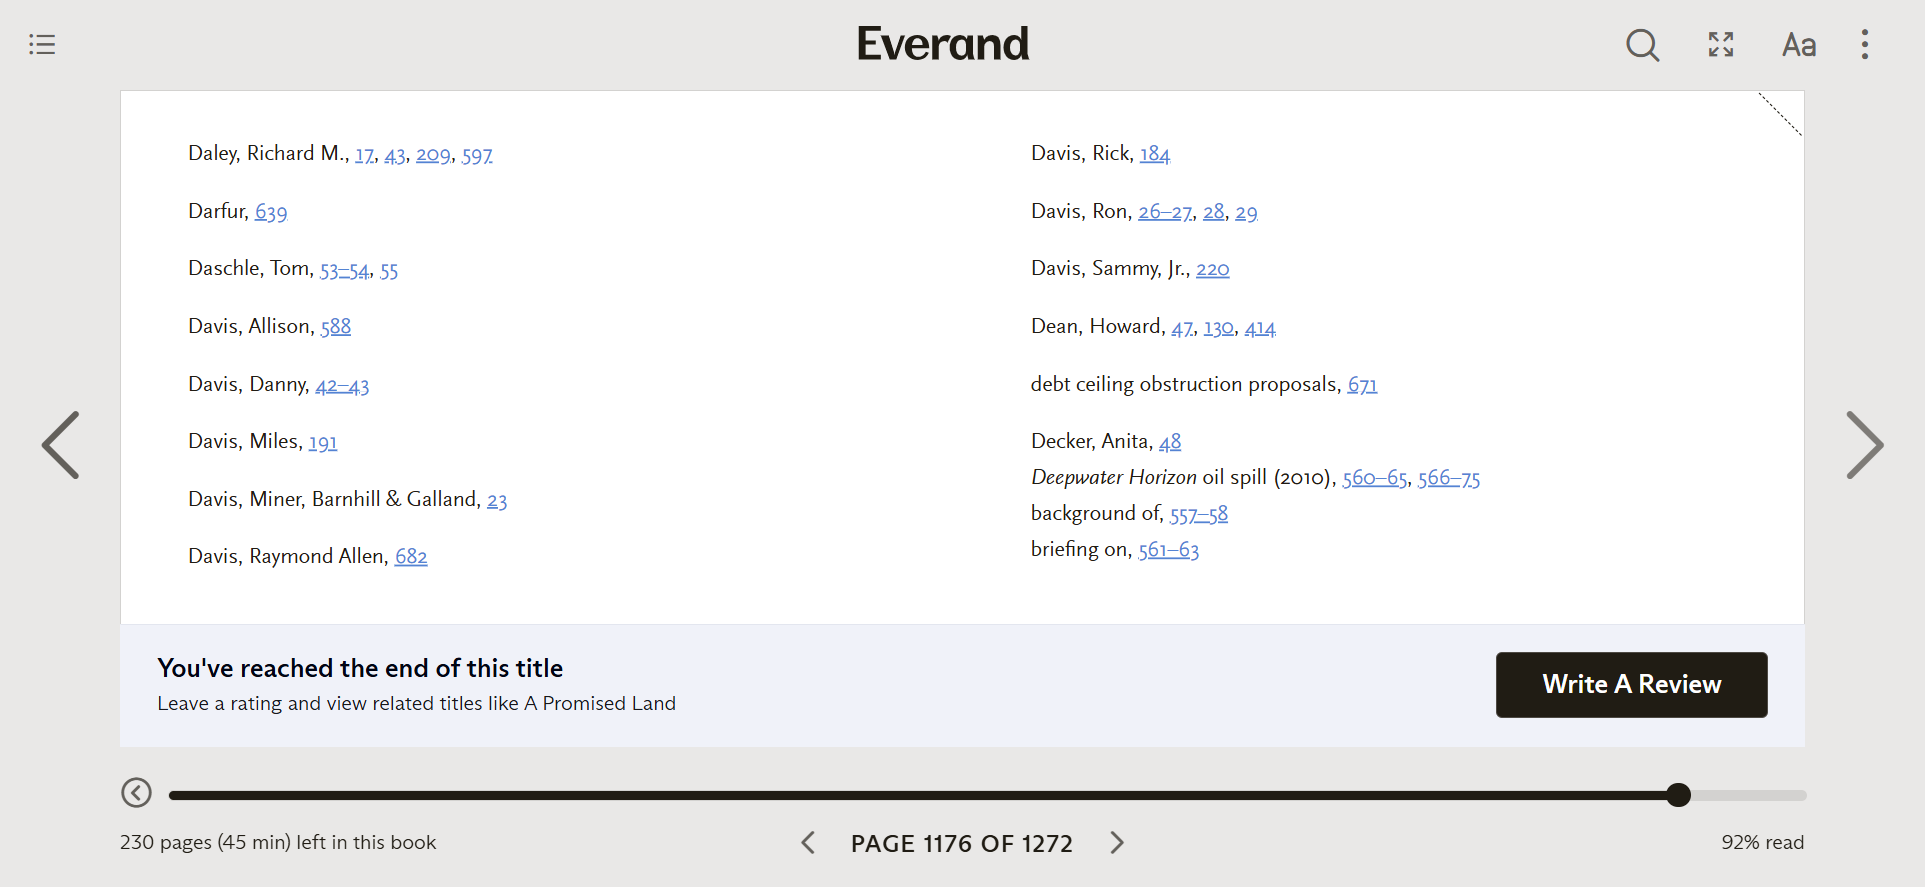 Everand
Aa
Daley, Richard M., 17, 43, 209, 597
Darfur, 639
Daschle, Tom, 53–54, 55
Davis, Allison, 588
Davis, Danny, 42–43
Davis, Miles, 191
Davis, Miner, Barnhill & Galland, 23
Davis, Raymond Allen, 682
Davis, Rick, 184
Davis, Ron, 26–27, 28, 29
Davis, Sammy, Jr., 220
Dean, Howard, 47, 130, 414
debt ceiling obstruction proposals, 671
Decker, Anita, 48
Deepwater Horizon oil spill (2010), 560–65, 566–75
background of, 557–58
briefing on, 561–63
You've reached the end of this title
Leave a rating and view related titles like A Promised Land
Write A Review
230 pages (45 min) left in this book
PAGE 1176 OF 1272
92% read